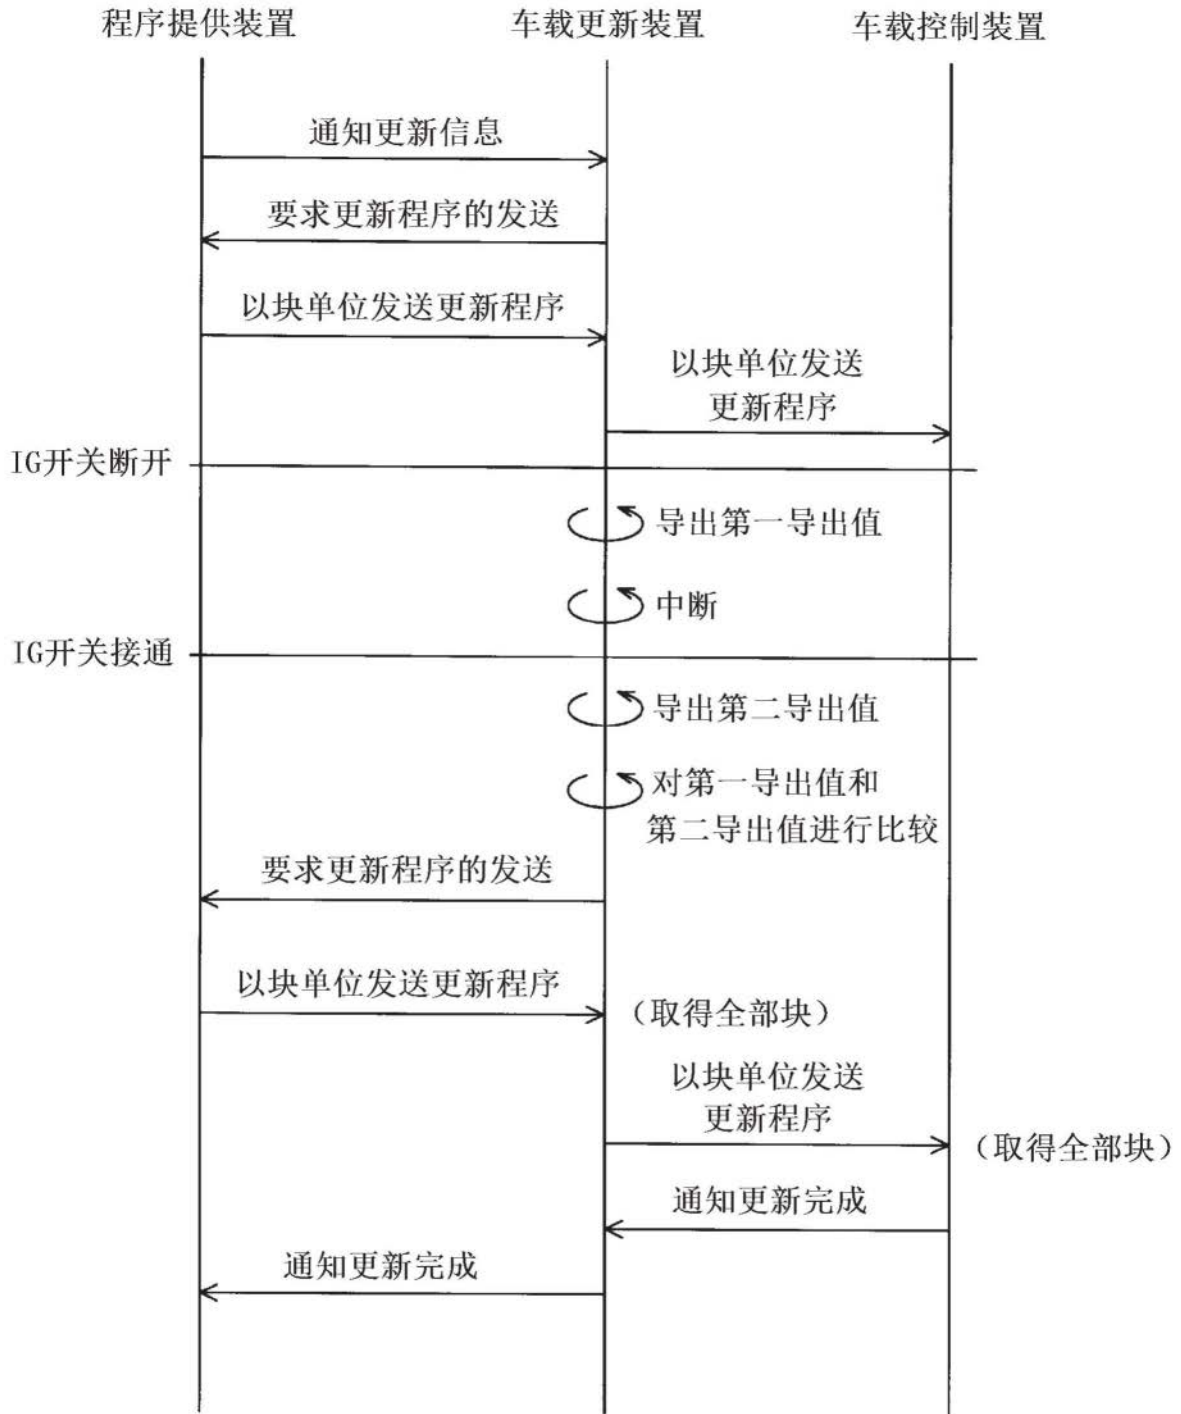 程序提供装置
车载更新装置
车载控制装置
通知更新信息
要求更新程序的发送
以块单位发送更新程序
以块单位发送
更新程序
IG开关断开
导出第一导出值
中断
IG开关接通
导出第二导出值
对第一导出值和
第二导出值进行比较
要求更新程序的发送
以块单位发送更新程序
（取得全部块）
以块单位发送
更新程序
（取得全部块）
通知更新完成
通知更新完成